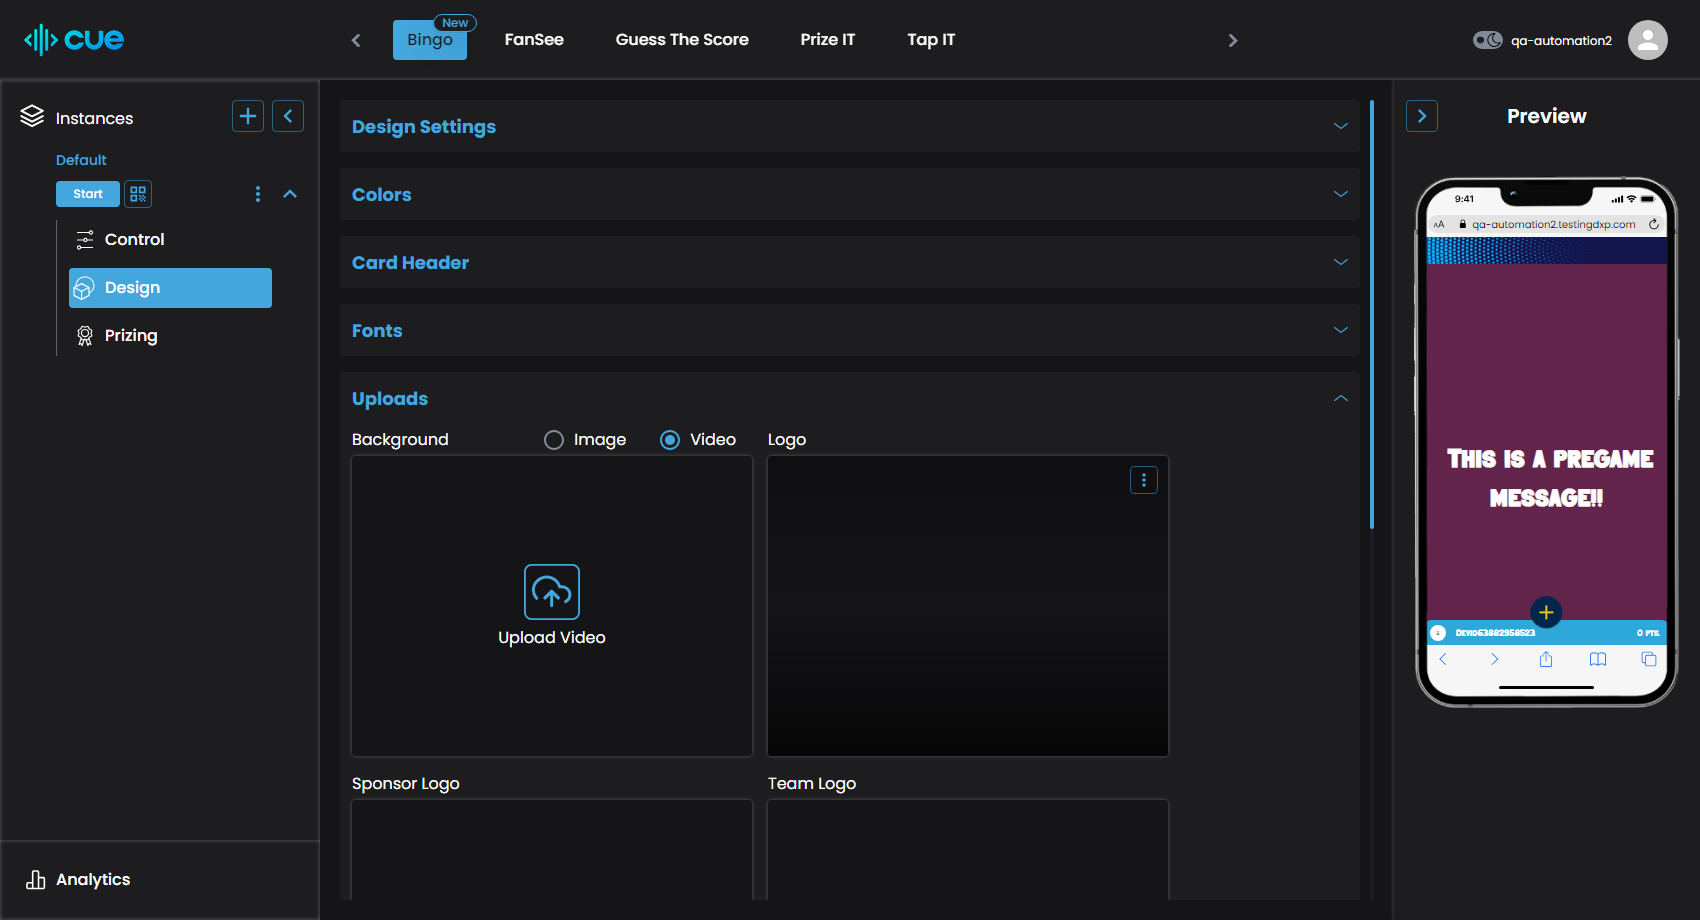 cue
Bingo
New
FanSee
Guess The Score
Prize IT
Tap IT
qa-automation2
Instances
Default
Start
Control
Design
Prizing
Analytics
Design Settings
Colors
Card Header
Fonts
Uploads
Background
Image
Video
Logo
Upload Video
Sponsor Logo
Team Logo
Preview
9:41
AA
qa-automation2.testingdxp.com
THIS IS A PREGAME
MESSAGE!!
DEVID63882958523
0 PTS.